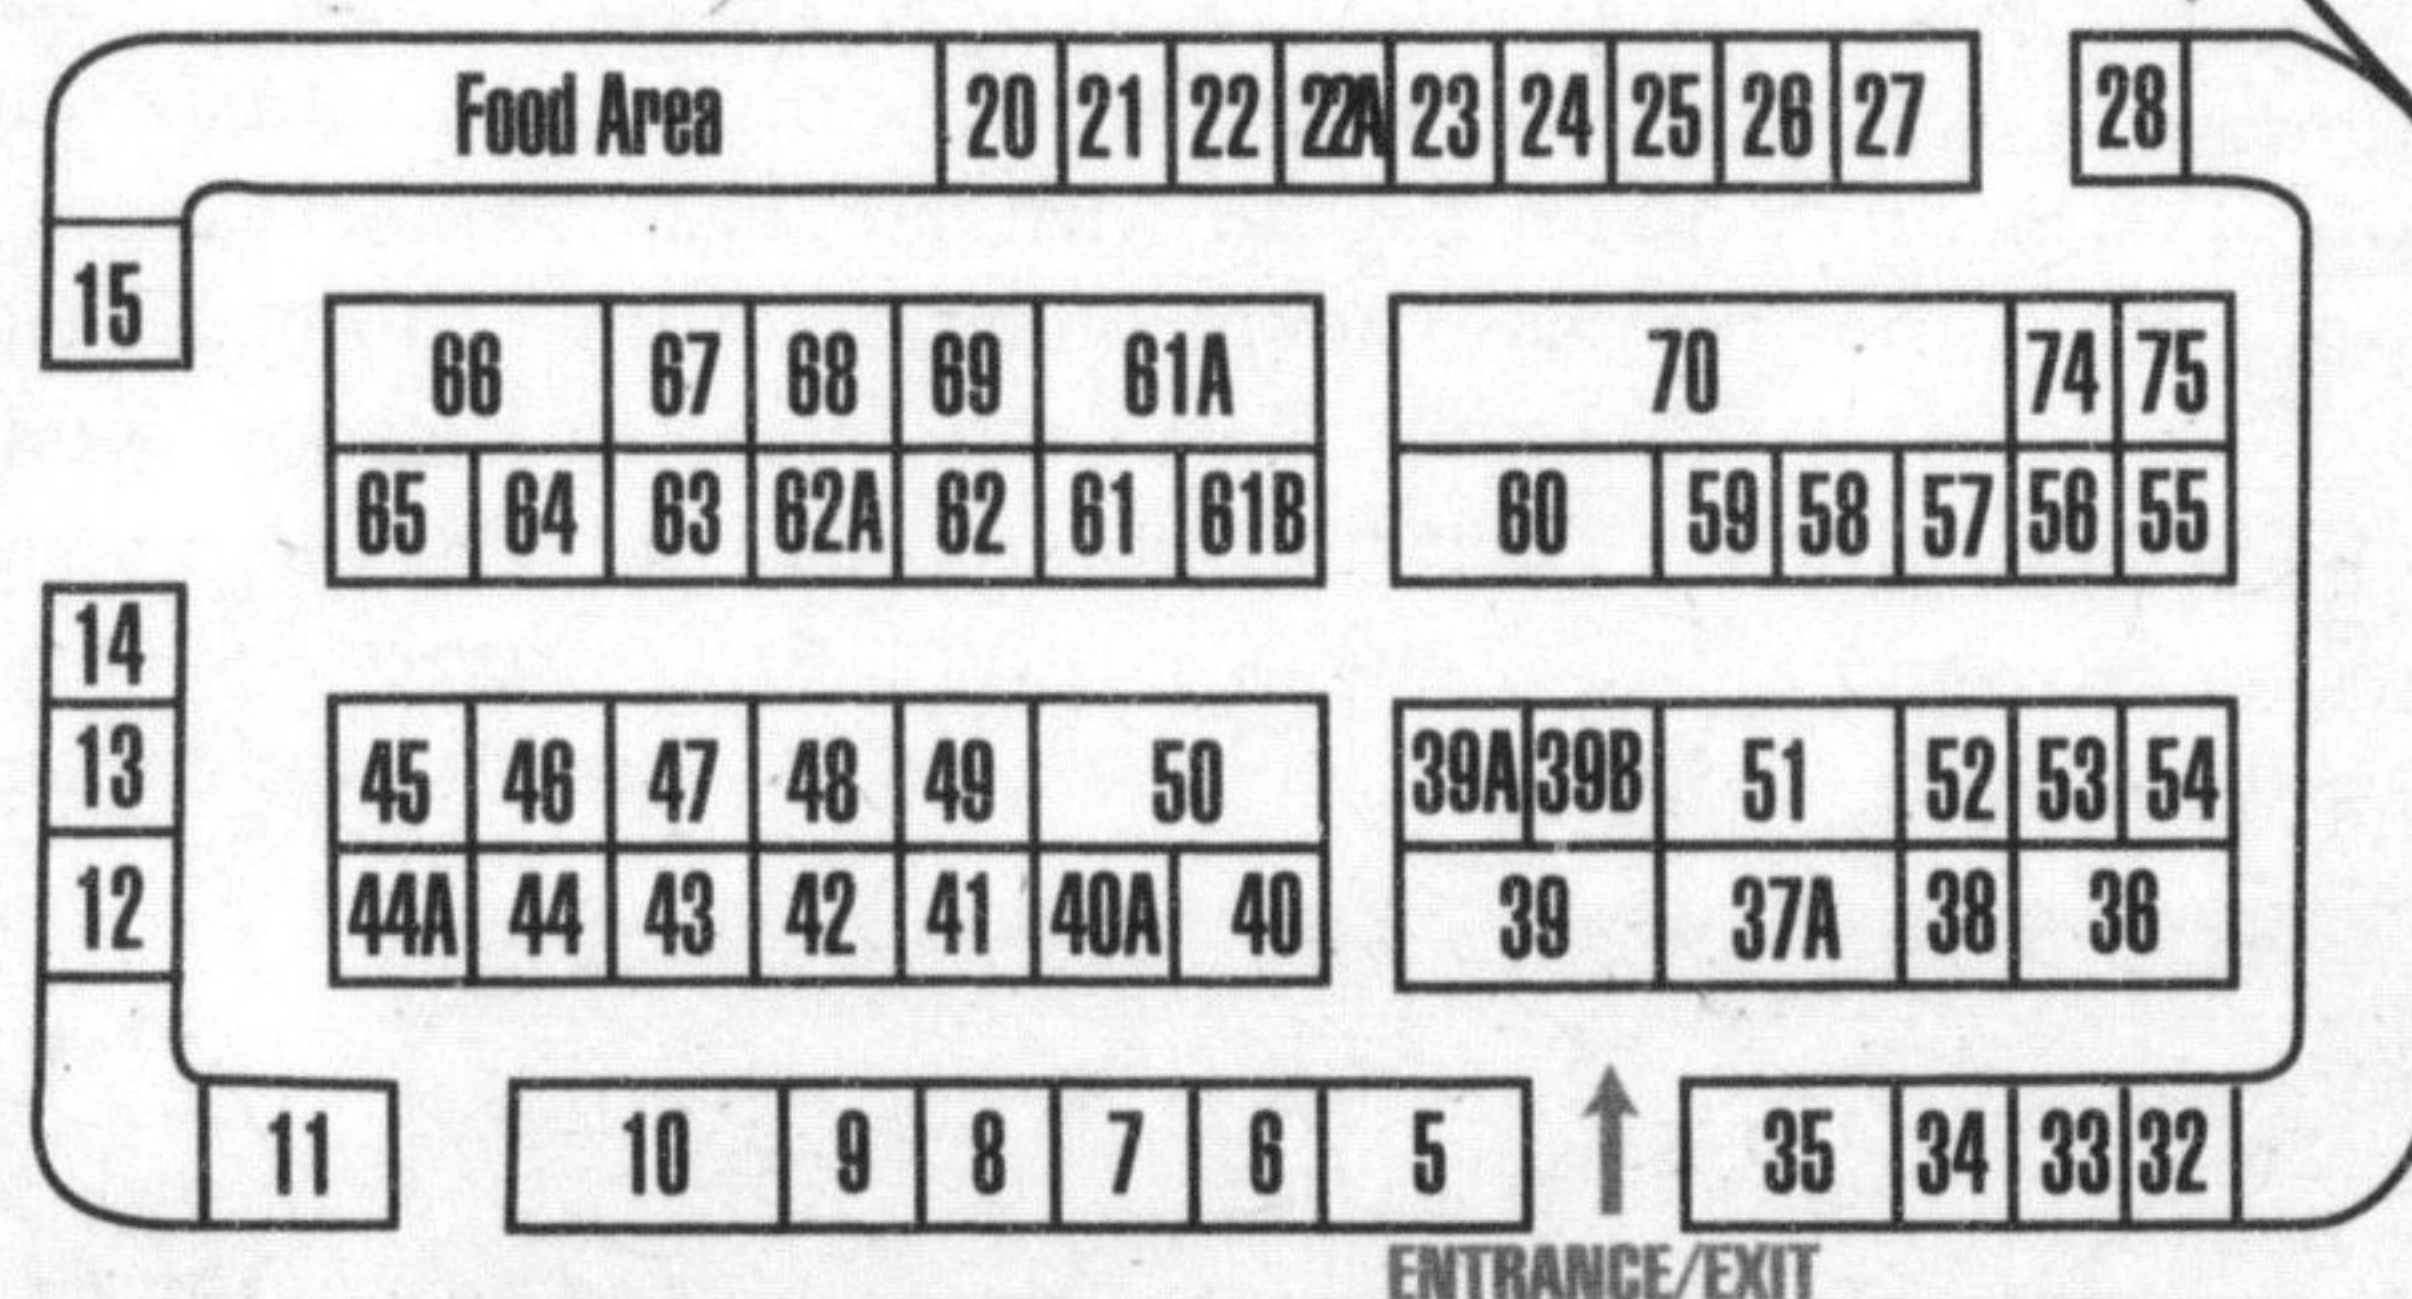 Food Area 20 21 22 22A 23 24 25 26 27 28
15
66 67 68 69 61A 70 74 75
65 64 63 62A 62 61 61B 60 59 58 57 56 55
14
13
45 46 47 48 49 50 39A 39B 51 52 53 54
12
44A 44 43 42 41 40A 40 39 37A 38 36
11 10 9 8 7 6 5 35 34 33 32
ENTRANCE/EXIT